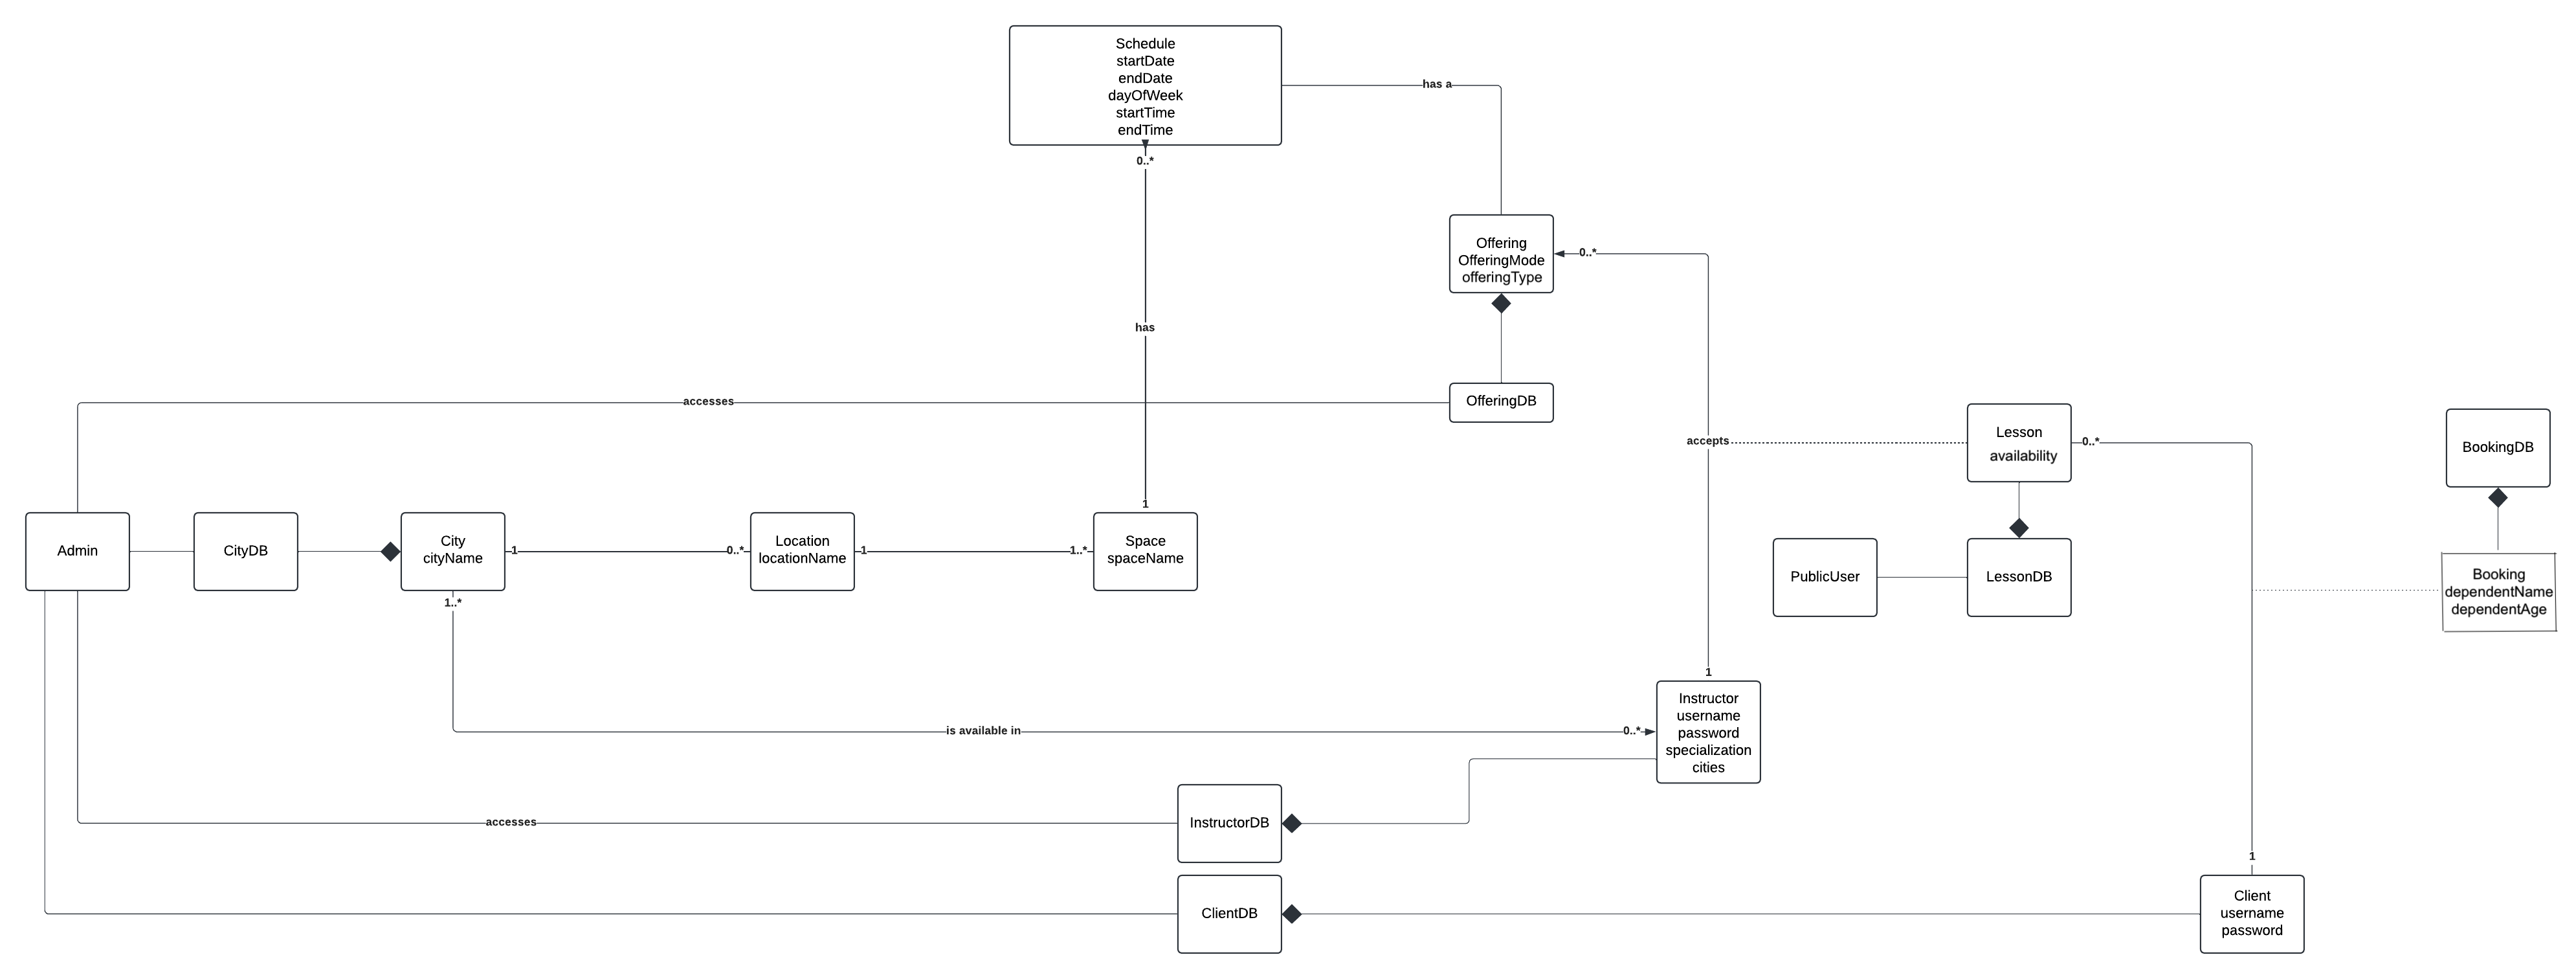 Schedule
startDate
endDate
dayOfWeek
startTime
endTime
has a
0..*
Offering
OfferingMode
offeringType
0..*
has
accesses
OfferingDB
accepts
Lesson
availability
0..*
BookingDB
1
Admin
CityDB
City
cityName
1
0..*
Location
locationName
1
1..*
Space
spaceName
PublicUser
LessonDB
Booking
dependentName
dependentAge
1..*
1
Instructor
username
password
specialization
cities
is available in
0..*
accesses
InstructorDB
1
ClientDB
Client
username
password